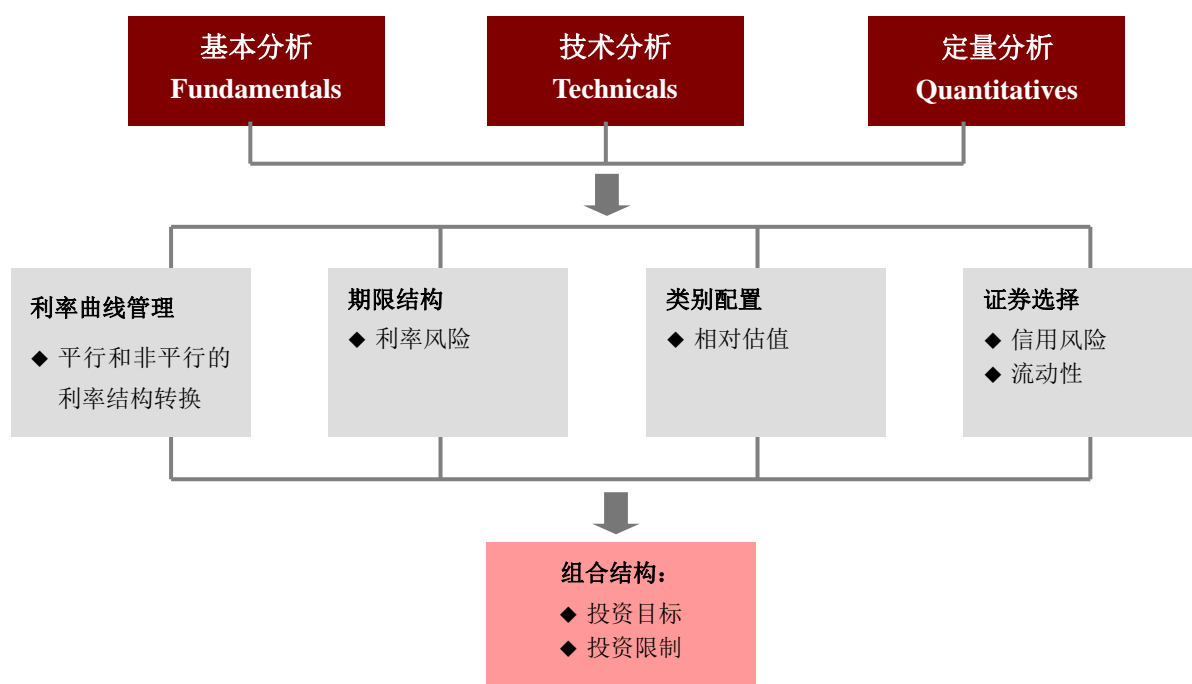 基本分析
Fundamentals
技术分析
Technicals
定量分析
Quantitatives
利率曲线管理
◆ 平行和非平行的
利率结构转换
期限结构
◆ 利率风险
类别配置
◆ 相对估值
证券选择
◆ 信用风险
◆ 流动性
组合结构：
◆ 投资目标
◆ 投资限制